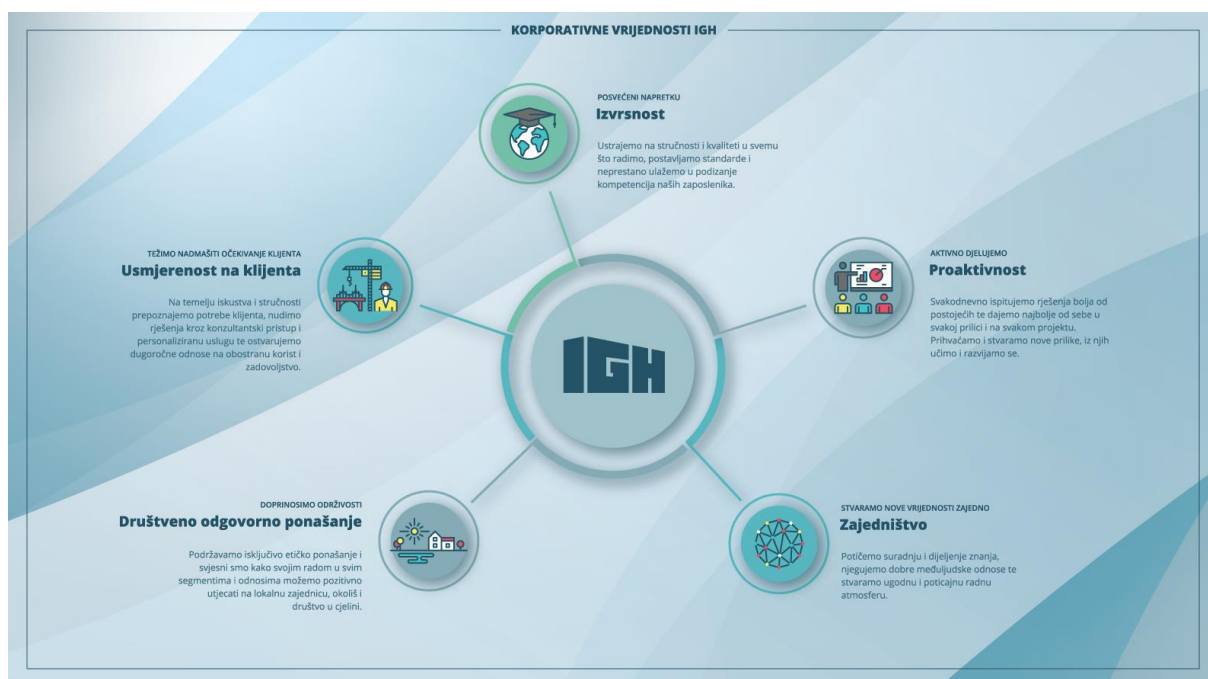 KORPORATIVNE VRIJEDNOSTI IGH
POSVEĆENI NAPRETKU
Izvrsnost
Ustrajemo na stručnosti i kvaliteti u svemu
što radimo, postavljamo standarde i
neprestano ulažemo u podizanje
kompetencija naših zaposlenika.
TEŽIMO NADMAŠITI OČEKIVANJE KLIJENTA
Usmjerenost na klijenta
Na temelju iskustva i stručnosti
prepoznajemo potrebe klijenta, nudimo
rješenja kroz konzultantski pristup i
personaliziranu uslugu te ostvarujemo
dugoročne odnose na obostranu korist i
zadovoljstvo.
AKTIVNO DJELUJEMO
Proaktivnost
Svakodnevno ispitujemo rješenja bolja od
postojećih te dajemo najbolje od sebe u
svakoj prilici i na svakom projektu.
Prihvaćamo i stvaramo nove prilike, iz njih
učimo i razvijamo se.
IGH
DOPRINOSIMO ODRŽIVOSTI
Društveno odgovorno ponašanje
Podržavamo isključivo etičko ponašanje i
svjesni smo kako svojim radom u svim
segmentima i odnosima možemo pozitivno
utjecati na lokalnu zajednicu, okoliš i
društvo u cjelini.
STVARAMO NOVE VRIJEDNOSTI ZAJEDNO
Zajedništvo
Potičemo suradnju i dijeljenje znanja,
njegujemo dobre međuljudske odnose te
stvaramo ugodnu i poticajnu radnu
atmosferu.